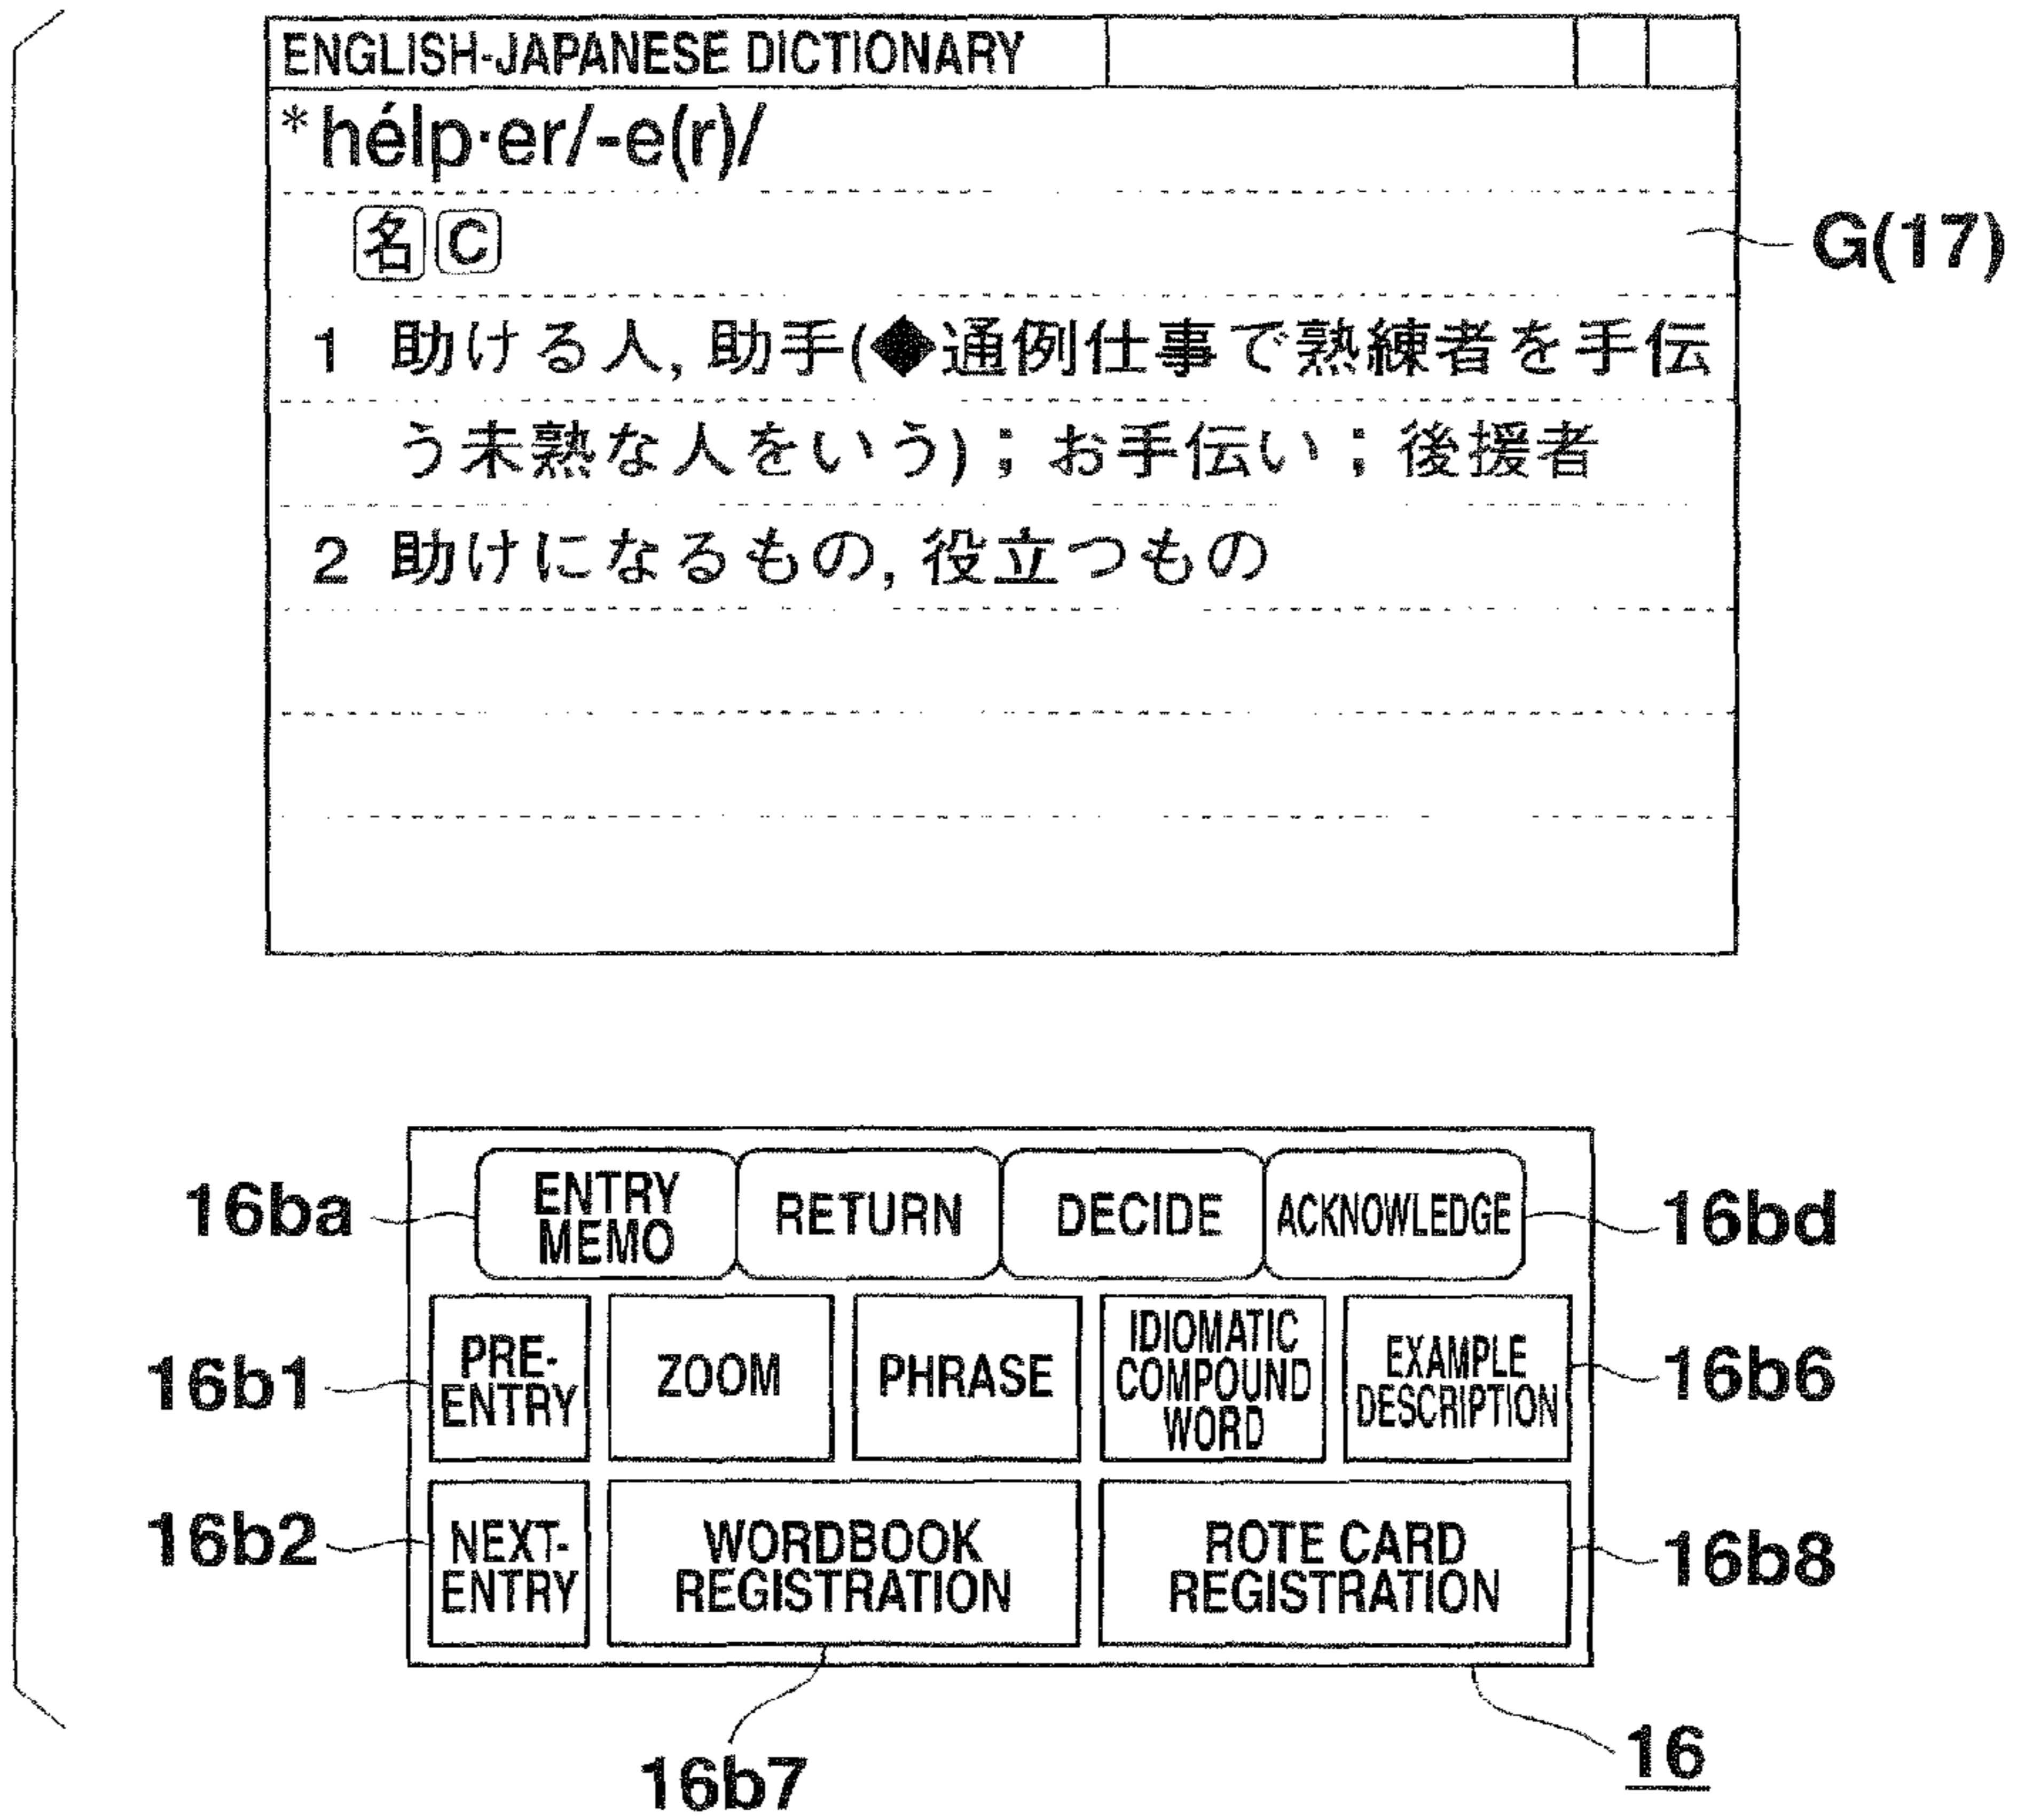 ENGLISH-JAPANESE DICTIONARY
*hélp·er/-e(r)/
名 C
G(17)
1 助ける人, 助手(◆通例仕事で熟練者を手伝
う未熟な人をいう)；お手伝い；後援者
2 助けになるもの, 役立つもの
16ba
ENTRY
MEMO
RETURN
DECIDE
ACKNOWLEDGE
16bd
16b1
PRE-
ENTRY
ZOOM
PHRASE
IDIOMATIC
COMPOUND
WORD
EXAMPLE
DESCRIPTION
16b6
16b2
NEXT-
ENTRY
WORDBOOK
REGISTRATION
ROTE CARD
REGISTRATION
16b8
16b7
16